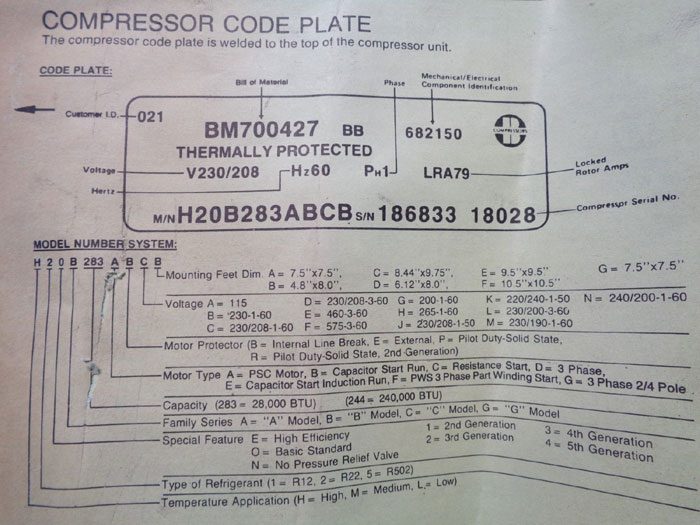 COMPRESSOR CODE PLATE
The compressor code plate is welded to the top of the compressor unit.
CODE PLATE:
Bill of Material
Phase
Mechanical/Electrical
Component Identification
Customer I.D.
021
BM700427 BB 682150
COMPRESSORS
THERMALLY PROTECTED
Voltage
V230/208 Hz60 PH1 LRA79
Locked
Rotor Amps
Hertz
M/N H20B283ABCB S/N 186833 18028
Compressor Serial No.
MODEL NUMBER SYSTEM:
H 2 0 B 283 A B C B
Mounting Feet Dim. A = 7.5"x7.5", C = 8.44"x9.75", E = 9.5"x9.5" G = 7.5"x7.5"
B = 4.8"x8.0", D = 6.12"x8.0", F = 10.5"x10.5"
Voltage A = 115 D = 230/208-3-60 G = 200-1-60 K = 220/240-1-50 N = 240/200-1-60
B = 230-1-60 E = 460-3-60 H = 265-1-60 L = 230/200-3-60
C = 230/208-1-60 F = 575-3-60 J = 230/208-1-50 M = 230/190-1-60
Motor Protector (B = Internal Line Break, E = External, P = Pilot Duty-Solid State,
R = Pilot Duty-Solid State, 2nd Generation)
Motor Type A = PSC Motor, B = Capacitor Start Run, C = Resistance Start, D = 3 Phase,
E = Capacitor Start Induction Run, F = PWS 3 Phase Part Winding Start, G = 3 Phase 2/4 Pole
Capacity (283 = 28,000 BTU) (244 = 240,000 BTU)
Family Series A = "A" Model, B = "B" Model, C = "C" Model, G = "G" Model
Special Feature E = High Efficiency 1 = 2nd Generation 3 = 4th Generation
O = Basic Standard 2 = 3rd Generation 4 = 5th Generation
N = No Pressure Relief Valve
Type of Refrigerant (1 = R12, 2 = R22, 5 = R502)
Temperature Application (H = High, M = Medium, L = Low)